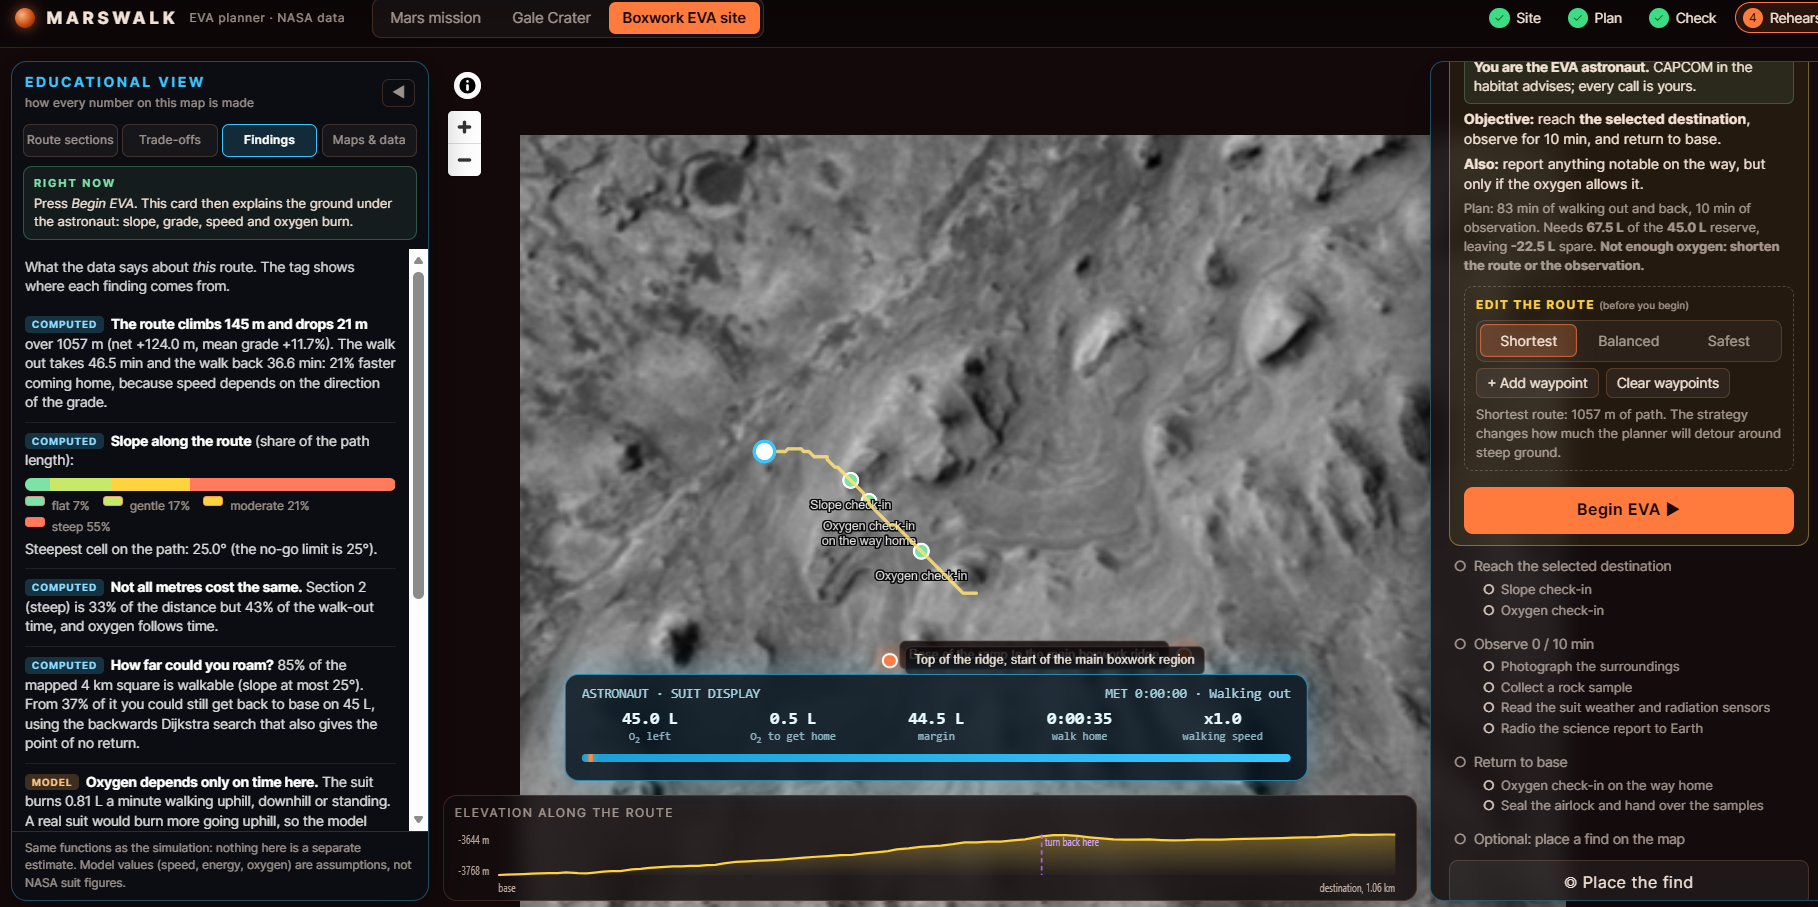 MARSWALK
EVA planner · NASA data
Mars mission
Gale Crater
Boxwork EVA site
Site
Plan
Check
4
Rehears
EDUCATIONAL VIEW
how every number on this map is made
Route sections
Trade-offs
Findings
Maps & data
RIGHT NOW
Press Begin EVA. This card then explains the ground under
the astronaut: slope, grade, speed and oxygen burn.
What the data says about this route. The tag shows
where each finding comes from.
COMPUTED The route climbs 145 m and drops 21 m
over 1057 m (net +124.0 m, mean grade +11.7%). The walk
out takes 46.5 min and the walk back 36.6 min: 21% faster
coming home, because speed depends on the direction
of the grade.
COMPUTED Slope along the route (share of the path
length):
flat 7% gentle 17% moderate 21%
steep 55%
Steepest cell on the path: 25.0° (the no-go limit is 25°).
COMPUTED Not all metres cost the same. Section 2
(steep) is 33% of the distance but 43% of the walk-out
time, and oxygen follows time.
COMPUTED How far could you roam? 85% of the
mapped 4 km square is walkable (slope at most 25°).
From 37% of it you could still get back to base on 45 L,
using the backwards Dijkstra search that also gives the
point of no return.
MODEL Oxygen depends only on time here. The suit
burns 0.81 L a minute walking uphill, downhill or standing.
A real suit would burn more going uphill, so the model
Same functions as the simulation: nothing here is a separate
estimate. Model values (speed, energy, oxygen) are assumptions, not
NASA suit figures.
+
−
Slope check-in
Oxygen check-in
on the way home
Oxygen check-in
Top of the ridge, start of the main boxwork region
ASTRONAUT · SUIT DISPLAY
MET 0:00:00 · Walking out
45.0 L
0.5 L
44.5 L
0:00:35
x1.0
O2 left
O2 to get home
margin
walk home
walking speed
ELEVATION ALONG THE ROUTE
-3644 m
turn back here
-3768 m
base
destination, 1.06 km
You are the EVA astronaut. CAPCOM in the
habitat advises; every call is yours.
Objective: reach the selected destination,
observe for 10 min, and return to base.
Also: report anything notable on the way, but
only if the oxygen allows it.
Plan: 83 min of walking out and back, 10 min of
observation. Needs 67.5 L of the 45.0 L reserve,
leaving -22.5 L spare. Not enough oxygen: shorten
the route or the observation.
EDIT THE ROUTE (before you begin)
Shortest
Balanced
Safest
+ Add waypoint
Clear waypoints
Shortest route: 1057 m of path. The strategy
changes how much the planner will detour around
steep ground.
Begin EVA ▶
Reach the selected destination
Slope check-in
Oxygen check-in
Observe 0 / 10 min
Photograph the surroundings
Collect a rock sample
Read the suit weather and radiation sensors
Radio the science report to Earth
Return to base
Oxygen check-in on the way home
Seal the airlock and hand over the samples
Optional: place a find on the map
◎ Place the find